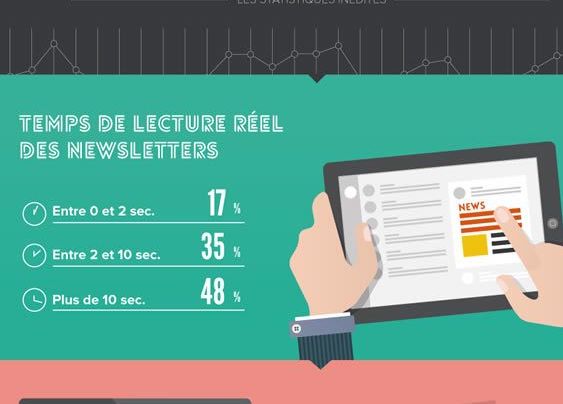 LES STATISTIQUES INÉDITES
TEMPS DE LECTURE RÉEL
DES NEWSLETTERS
Entre 0 et 2 sec. 17 %
Entre 2 et 10 sec. 35 %
Plus de 10 sec. 48 %
NEWS